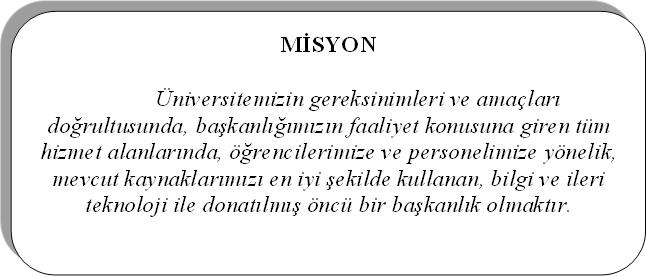 MİSYON
Üniversitemizin gereksinimleri ve amaçları
doğrultusunda, başkanlığımızın faaliyet konusuna giren tüm
hizmet alanlarında, öğrencilerimize ve personelimize yönelik,
mevcut kaynaklarımızı en iyi şekilde kullanan, bilgi ve ileri
teknoloji ile donatılmış öncü bir başkanlık olmaktır.